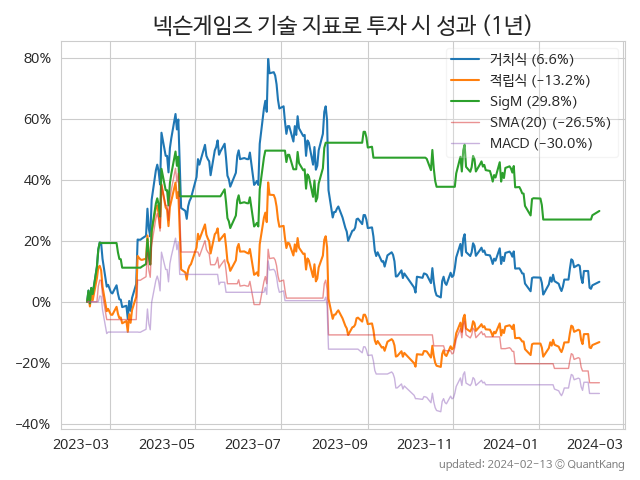 넥슨게임즈 기술 지표로 투자 시 성과 (1년)
거치식 (6.6%)
적립식 (−13.2%)
SigM (29.8%)
SMA(20) (−26.5%)
MACD (−30.0%)
80%
60%
40%
20%
0%
−20%
−40%
2023-03 2023-05 2023-07 2023-09 2023-11 2024-01 2024-03
updated: 2024-02-13 © QuantKang